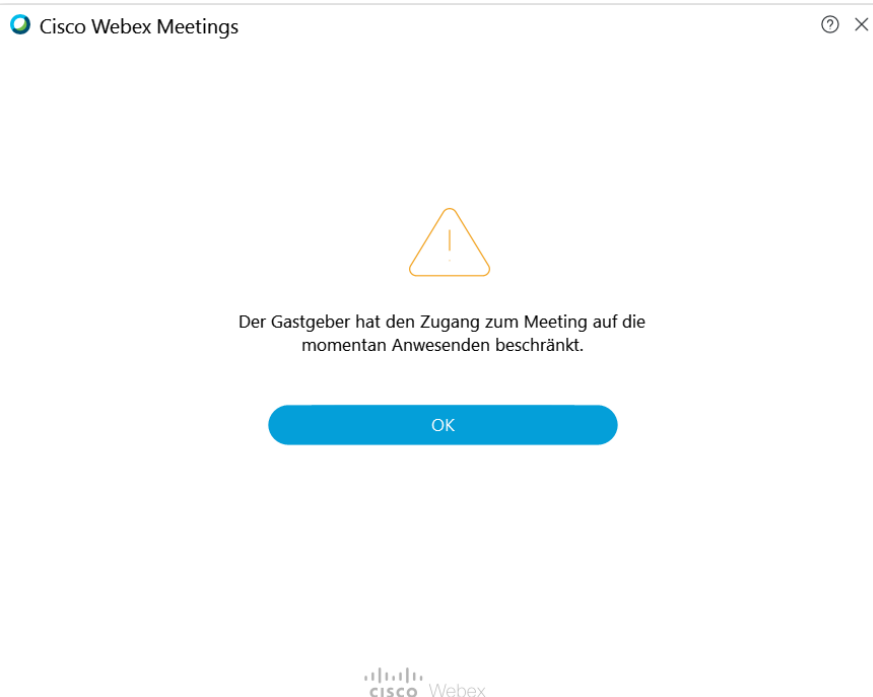 Cisco Webex Meetings
Der Gastgeber hat den Zugang zum Meeting auf die
momentan Anwesenden beschränkt.
OK
CISCO Webex